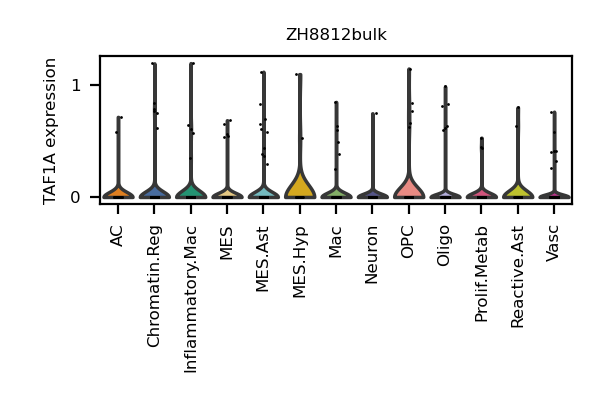 ZH8812bulk
TAF1A expression
1
0
AC
Chromatin.Reg
Inflammatory.Mac
MES
MES.Ast
MES.Hyp
Mac
Neuron
OPC
Oligo
Prolif.Metab
Reactive.Ast
Vasc